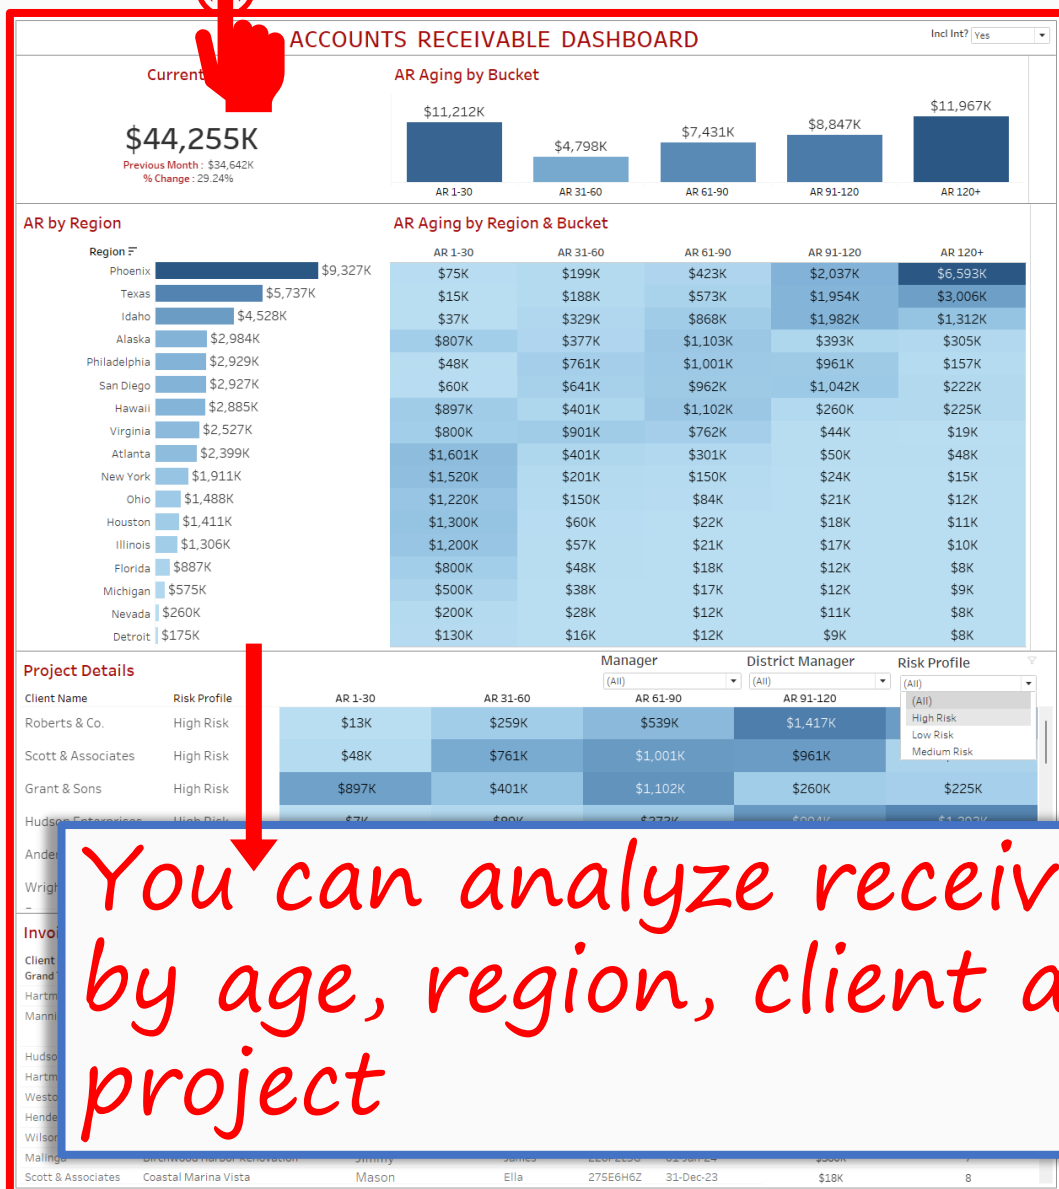 ACCOUNTS RECEIVABLE DASHBOARD
Incl Int? Yes
Current
$44,255K
Previous Month : $34,642K
% Change : 29.24%
AR Aging by Bucket
$11,212K $4,798K $7,431K $8,847K $11,967K
AR 1-30 AR 31-60 AR 61-90 AR 91-120 AR 120+
AR by Region
AR Aging by Region & Bucket
Region AR 1-30 AR 31-60 AR 61-90 AR 91-120 AR 120+
Phoenix $9,327K $75K $199K $423K $2,037K $6,593K
Texas $5,737K $15K $188K $573K $1,954K $3,006K
Idaho $4,528K $37K $329K $868K $1,982K $1,312K
Alaska $2,984K $807K $377K $1,103K $393K $305K
Philadelphia $2,929K $48K $761K $1,001K $961K $157K
San Diego $2,927K $60K $641K $962K $1,042K $222K
Hawaii $2,885K $897K $401K $1,102K $260K $225K
Virginia $2,527K $800K $901K $762K $44K $19K
Atlanta $2,399K $1,601K $401K $301K $50K $48K
New York $1,911K $1,520K $201K $150K $24K $15K
Ohio $1,488K $1,220K $150K $84K $21K $12K
Houston $1,411K $1,300K $60K $22K $18K $11K
Illinois $1,306K $1,200K $57K $21K $17K $10K
Florida $887K $800K $48K $18K $12K $8K
Michigan $575K $500K $38K $17K $12K $9K
Nevada $260K $200K $28K $12K $11K $8K
Detroit $175K $130K $16K $12K $9K $8K
Project Details
Manager District Manager Risk Profile
(All) (All) (All)
Client Name Risk Profile AR 1-30 AR 31-60 AR 61-90 AR 91-120
(All)
High Risk
Low Risk
Medium Risk
Roberts & Co. High Risk $13K $259K $539K $1,417K
Scott & Associates High Risk $48K $761K $1,001K $961K
Grant & Sons High Risk $897K $401K $1,102K $260K $225K
You can analyze receiv
by age, region, client a
project
Invoi
Client
Grand
Scott & Associates Coastal Marina Vista Mason Ella 275E6H6Z 31-Dec-23 $18K 8